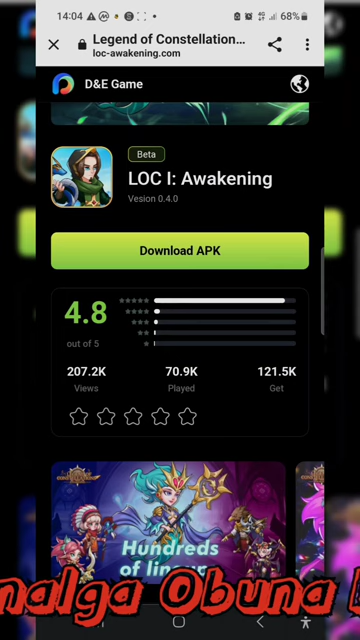 14:04
68%
Legend of Constellation...
loc-awakening.com
D&E Game
Beta
LOC I: Awakening
Vesion 0.4.0
Download APK
4.8
out of 5
207.2K 70.9K 121.5K
Views Played Get
Hundreds
of lineup
nalga Obuna